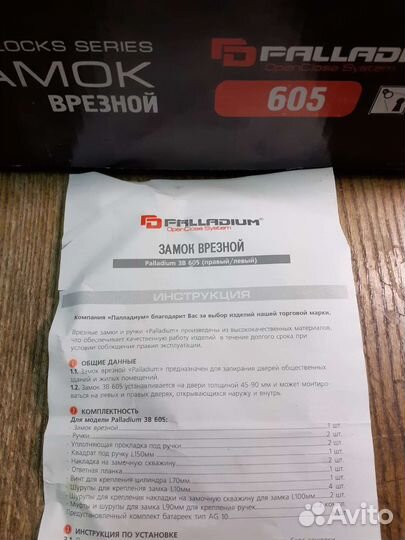 LOCKS SERIES
ЗАМОК
ВРЕЗНОЙ
PALLADIUM
OpenClose System
605
PALLADIUM®
OpenClose System
ЗАМОК ВРЕЗНОЙ
Palladium ЗВ 605 (правый/левый)
ИНСТРУКЦИЯ
Компания «Палладиум» благодарит Вас за выбор изделий нашей торговой марки.
Врезные замки и ручки «Palladium» произведены из высококачественных материалов,
что обеспечивает качественную работу изделий в течение долгого срока при
условии соблюдения правил эксплуатации.
1 ОБЩИЕ ДАННЫЕ
1.1. Замок врезной «Palladium» предназначен для запирания дверей общественных
зданий и жилых помещений.
1.2. Замок ЗВ 605 устанавливается на двери толщиной 45-90 мм и может монтиро-
ваться на левых и правых дверях, открывающихся наружу и внутрь.
2 КОМПЛЕКТНОСТЬ
Для модели Palladium ЗВ 605:
Замок врезной 1 шт.
Ручки 2 шт.
Уплотняющая прокладка под ручки 2 шт.
Квадрат под ручку L150мм 1 шт.
Накладка на замочную скважину 2 шт.
Ответная планка 1 шт.
Винт для крепления цилиндра L70мм 1 шт.
Шурупы для крепления замка L10мм 4 шт.
Шурупы для крепления накладки на замочную скважину для замка L100мм 2 шт.
Муфты и шурупы для замка L90мм для крепления ручек
Предустановленный комплект батареек тип AG 10
3 ИНСТРУКЦИЯ ПО УСТАНОВКЕ
Avito